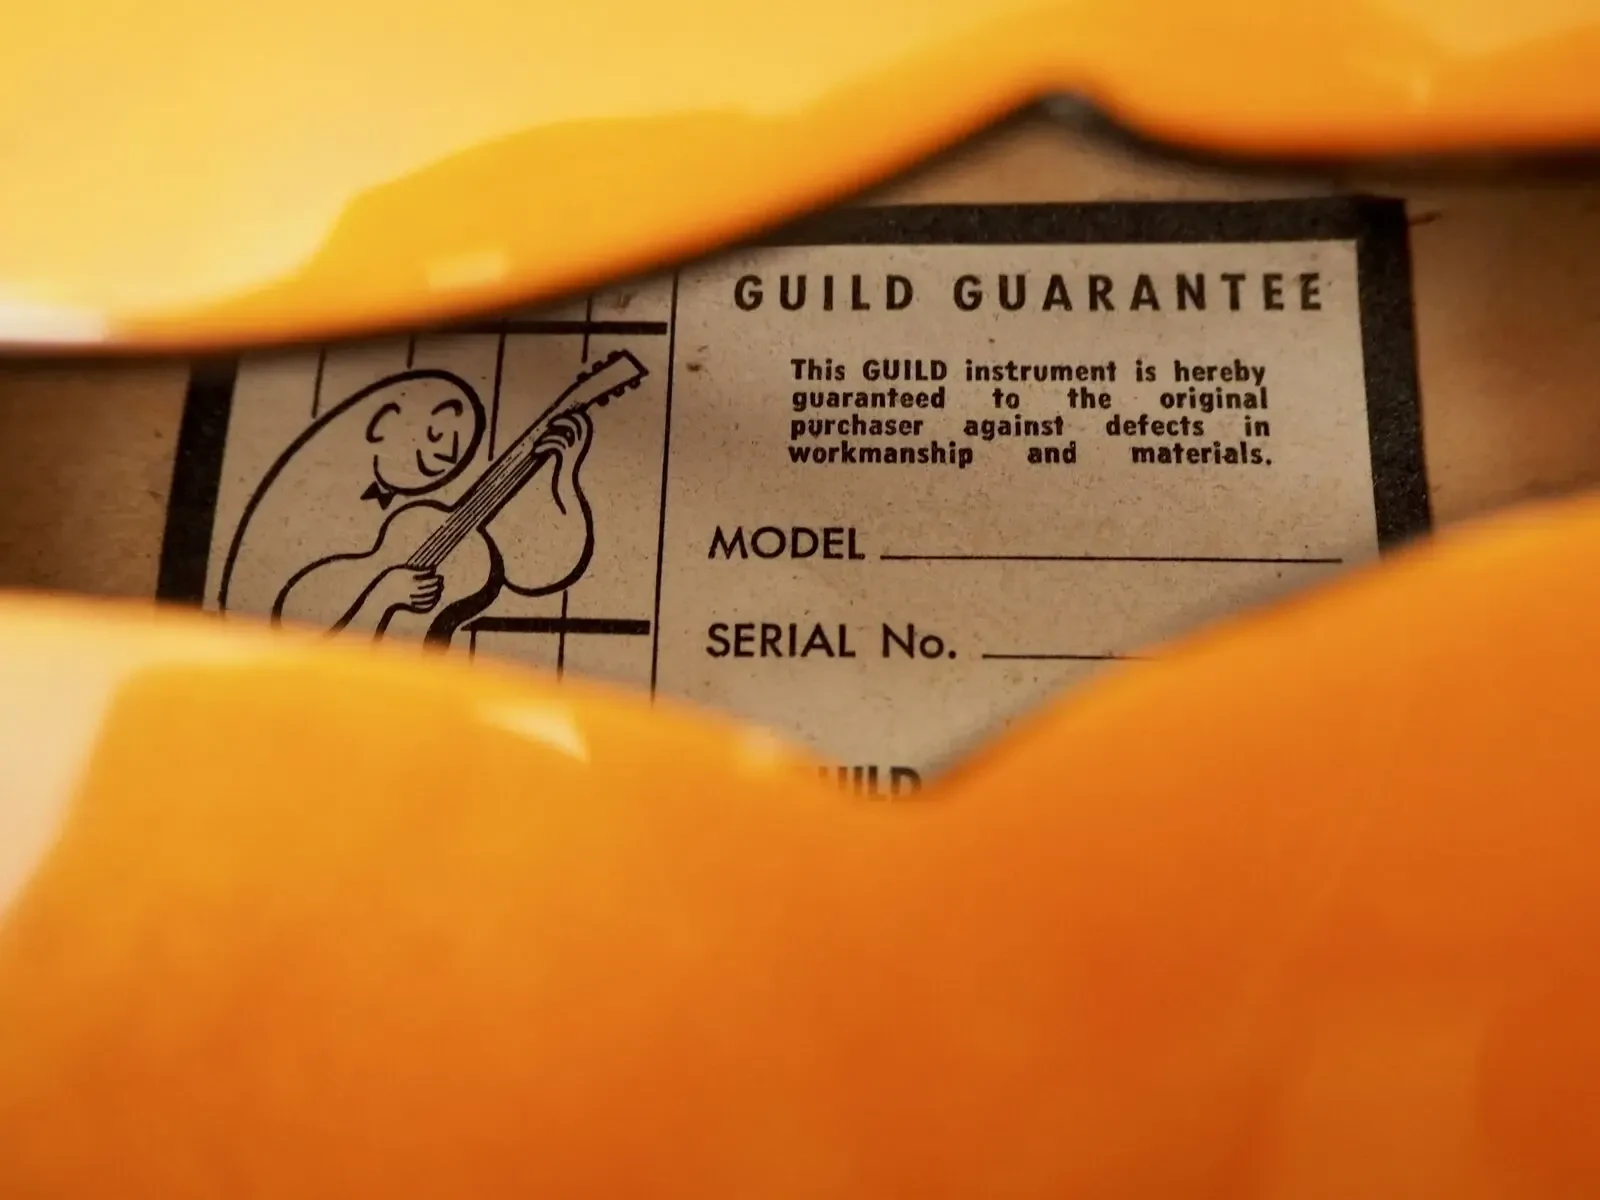 GUILD GUARANTEE
This GUILD instrument is hereby
guaranteed to the original
purchaser against defects in
workmanship and materials.
MODEL
SERIAL No.